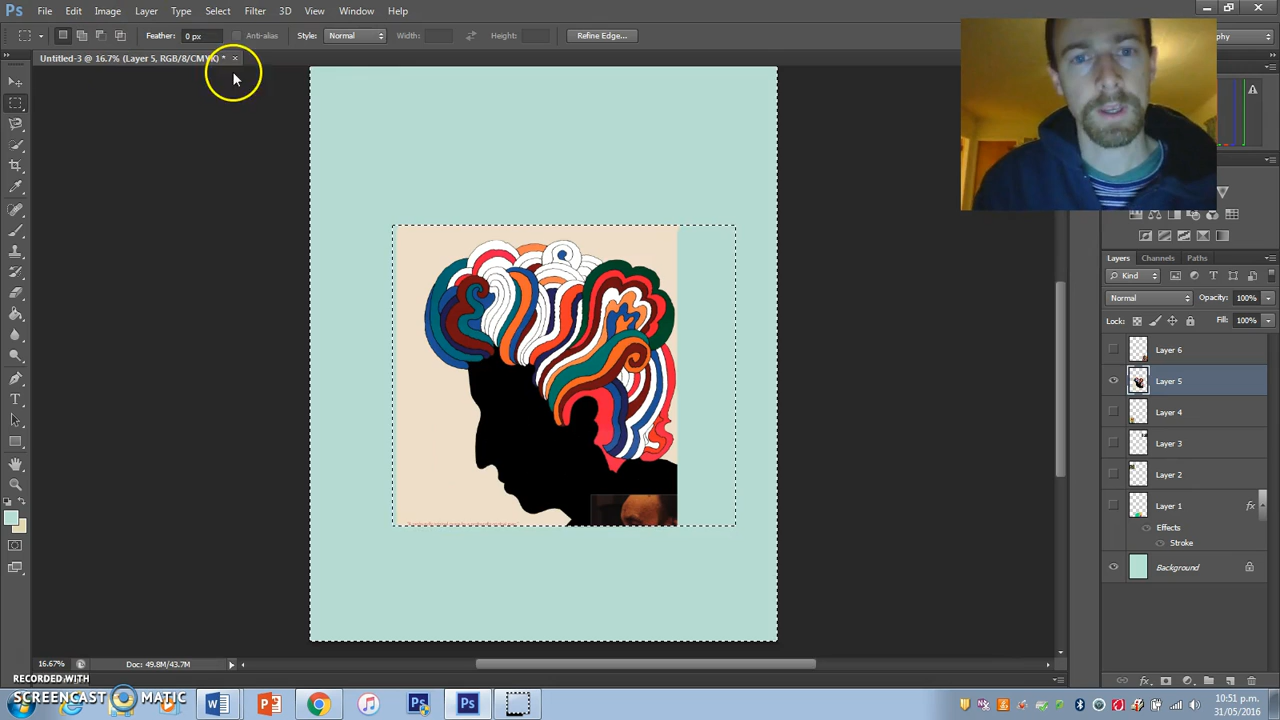 Ps File Edit Image Layer Type Select Filter 3D View Window Help
Feather: 0 px Anti-alias Style: Normal Width: Height: Refine Edge...
Untitled-3 @ 16.7% (Layer 5, RGB/8/CMYK) *
Layers Channels Paths
Kind
Normal Opacity: 100%
Lock: Fill: 100%
Layer 6
Layer 5
Layer 4
Layer 3
Layer 2
Layer 1 fx
Effects
Stroke
Background
16.67% Doc: 49.8M/43.7M
RECORDED WITH
SCREENCAST MATIC
10:51 p.m.
31/05/2016